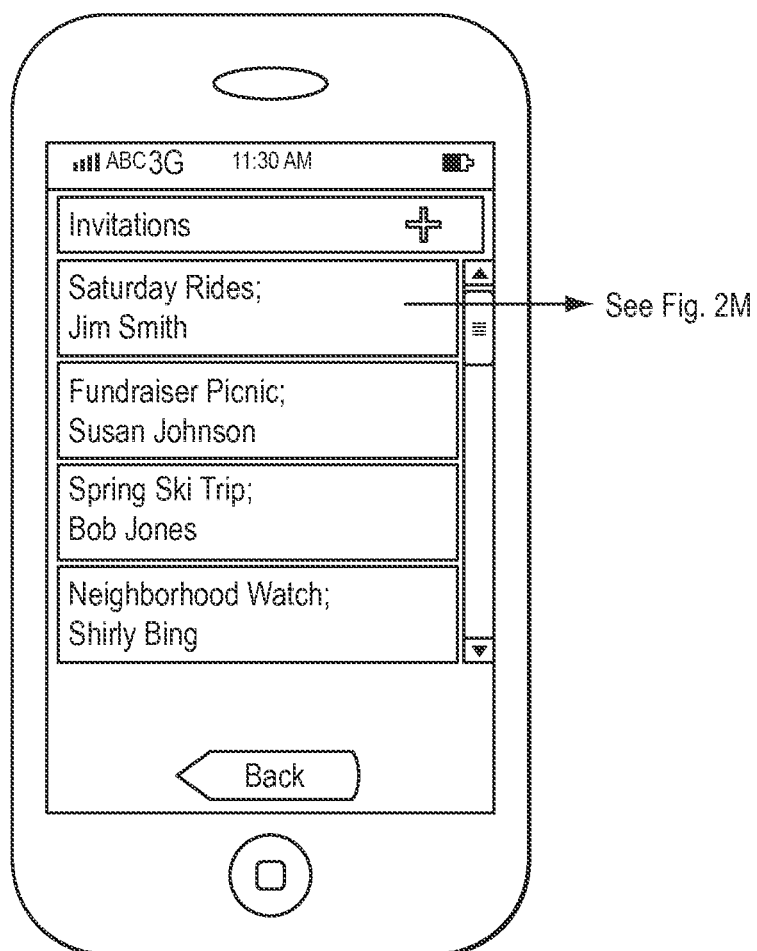 ABC 3G 11:30 AM
Invitations
Saturday Rides;
Jim Smith
See Fig. 2M
Fundraiser Picnic;
Susan Johnson
Spring Ski Trip;
Bob Jones
Neighborhood Watch;
Shirly Bing
Back